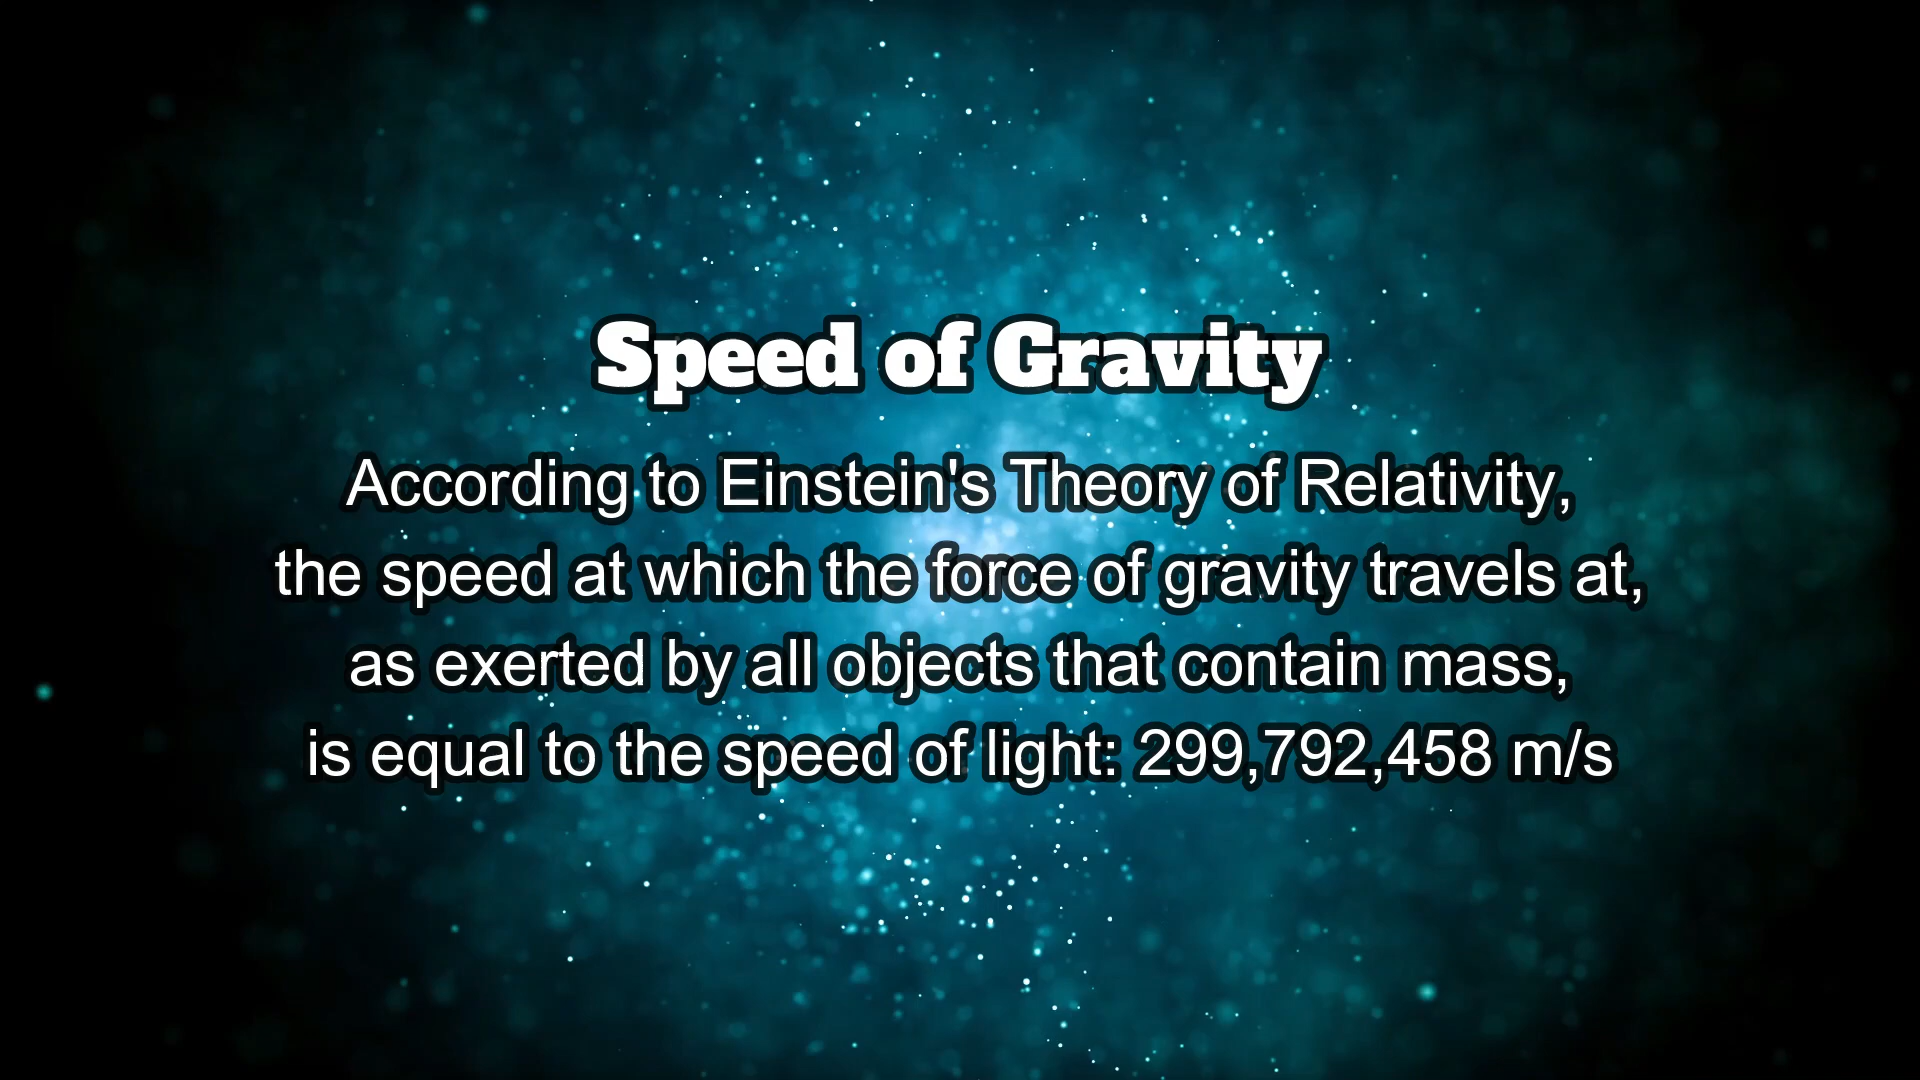 Speed of Gravity
According to Einstein's Theory of Relativity,
the speed at which the force of gravity travels at,
as exerted by all objects that contain mass,
is equal to the speed of light: 299,792,458 m/s